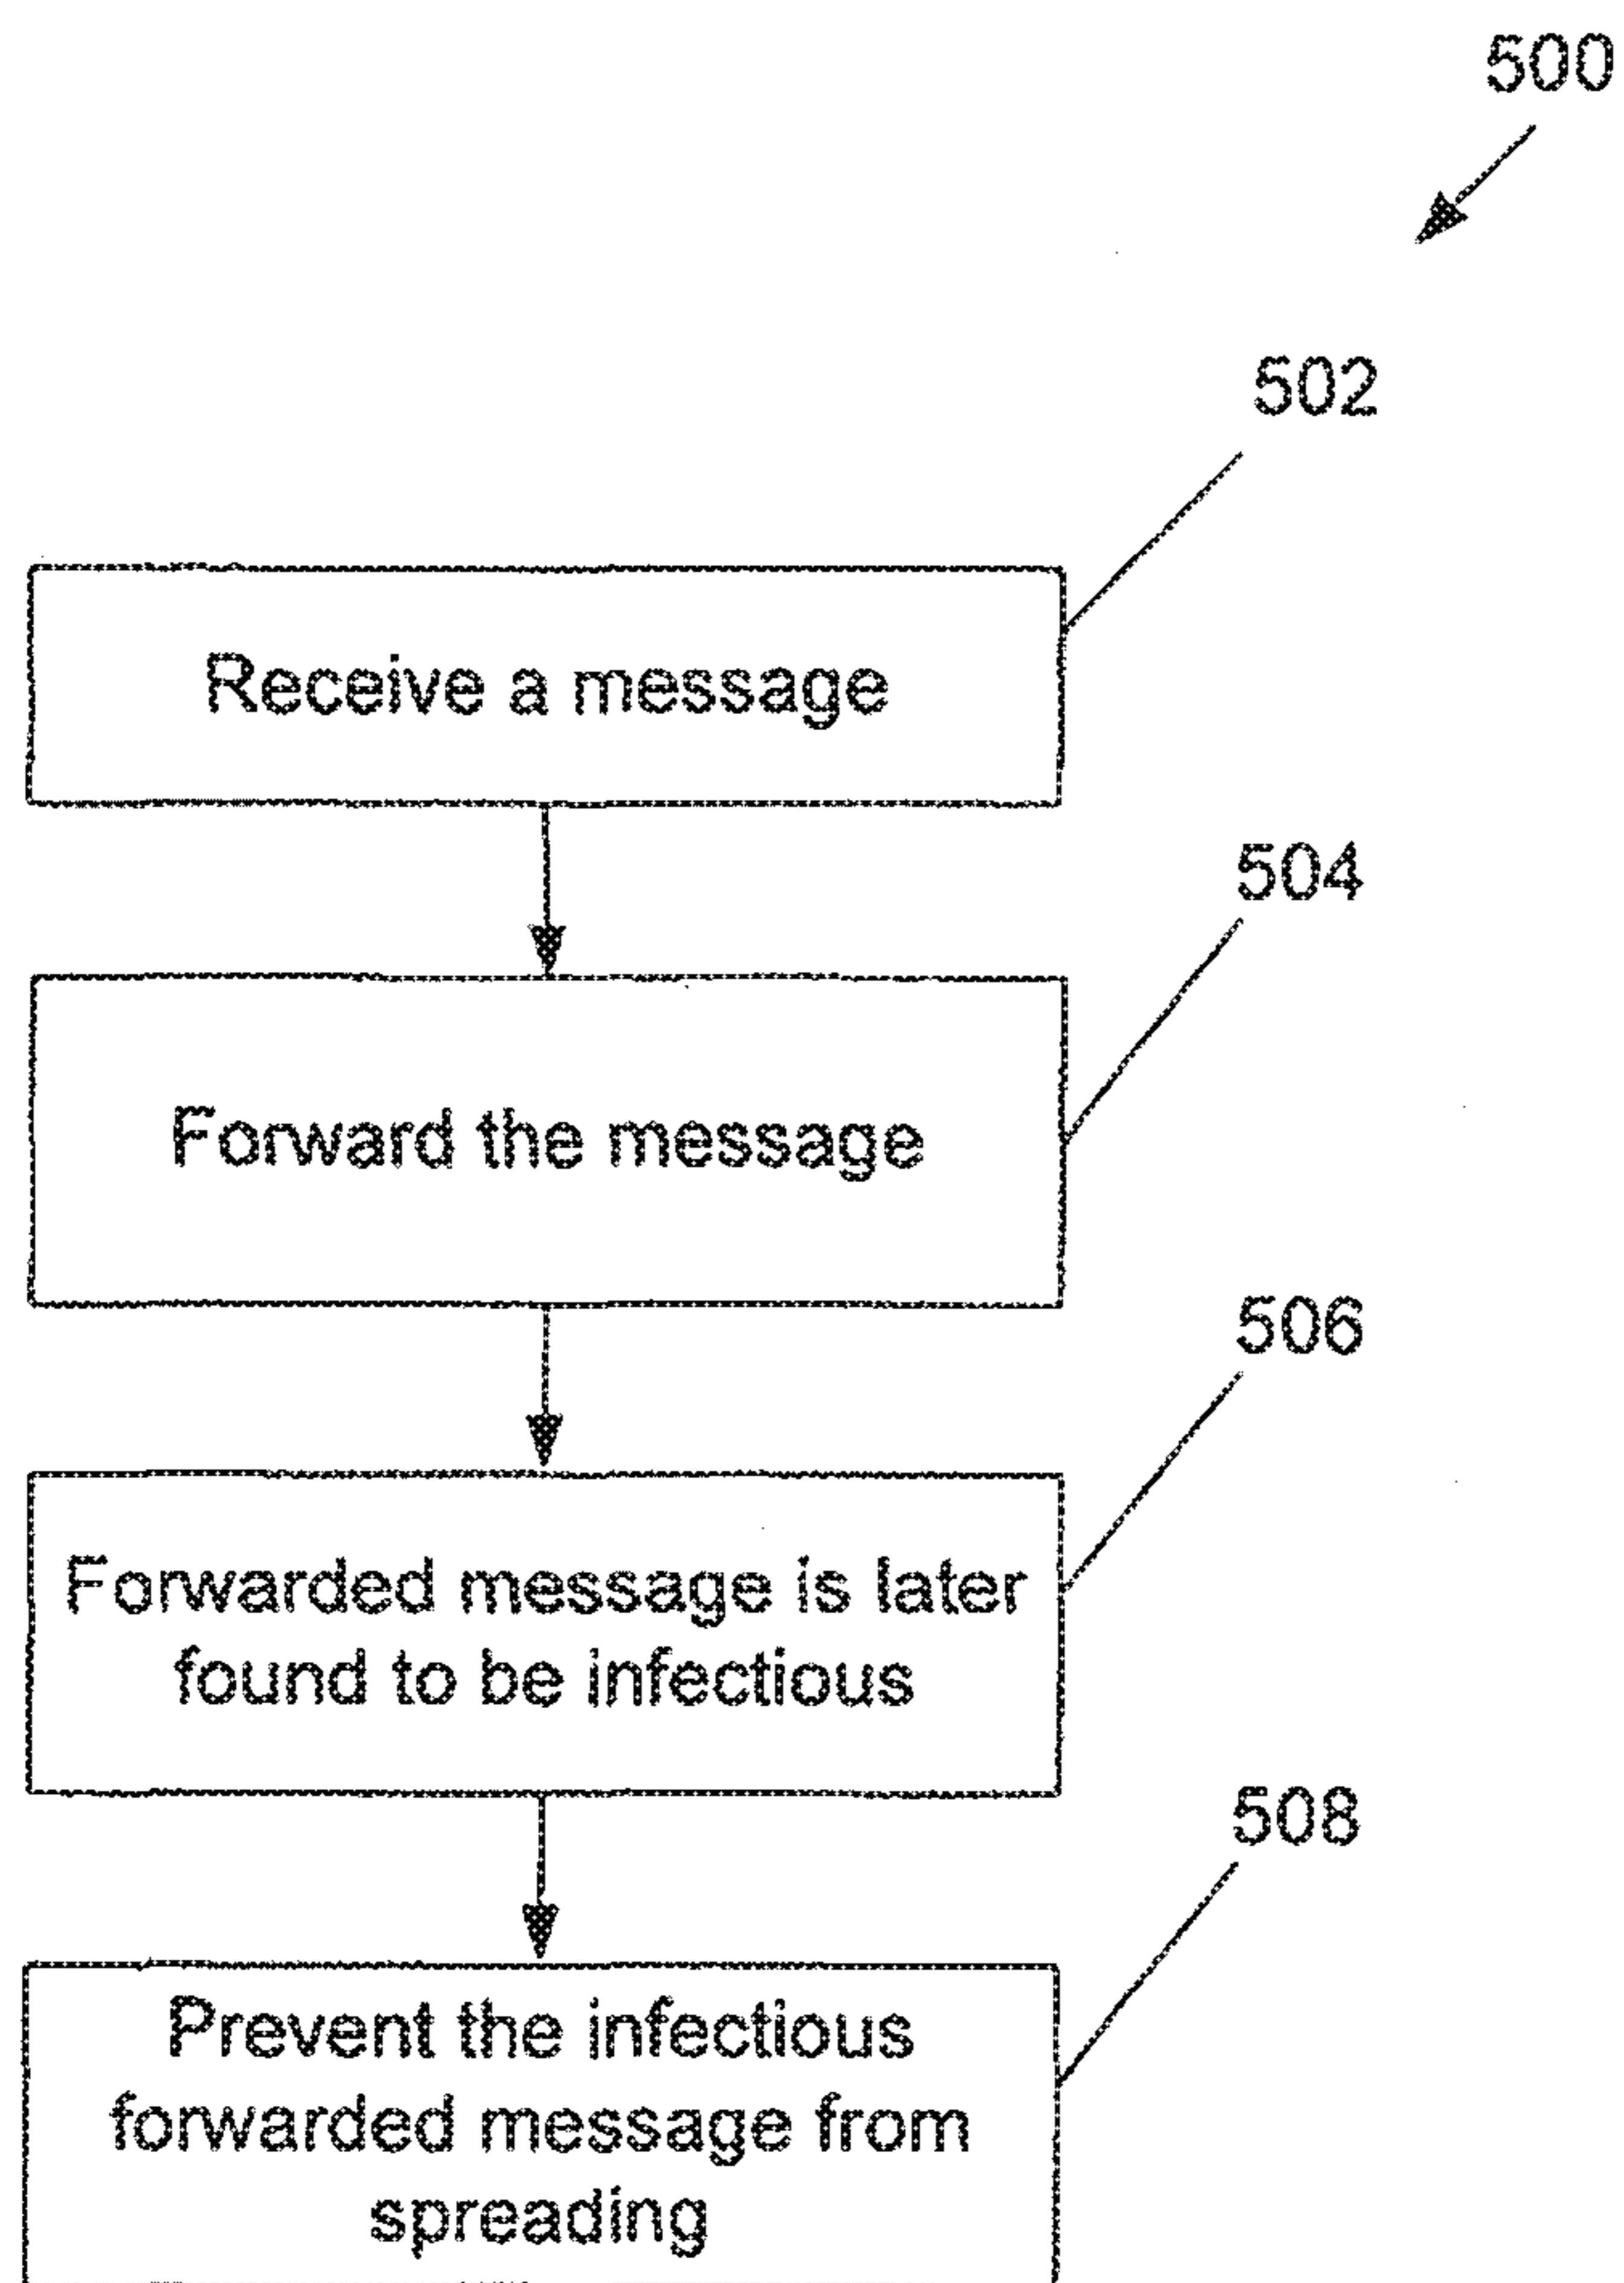 500
502
Receive a message
504
Forward the message
506
Forwarded message is later
found to be infectious
508
Prevent the infectious
forwarded message from
spreading